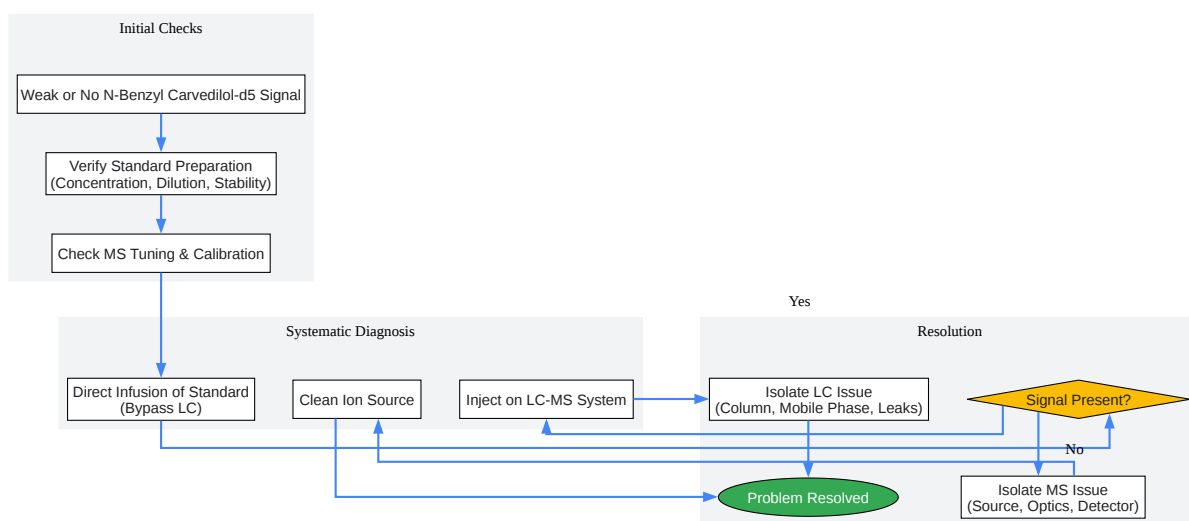 Initial Checks
Weak or No N-Benzyl Carvedilol-d5 Signal
Verify Standard Preparation
(Concentration, Dilution, Stability)
Check MS Tuning & Calibration
Yes
Systematic Diagnosis
Direct Infusion of Standard
(Bypass LC)
Clean Ion Source
Inject on LC-MS System
Resolution
Isolate LC Issue
(Column, Mobile Phase, Leaks)
Signal Present?
No
Problem Resolved
Isolate MS Issue
(Source, Optics, Detector)